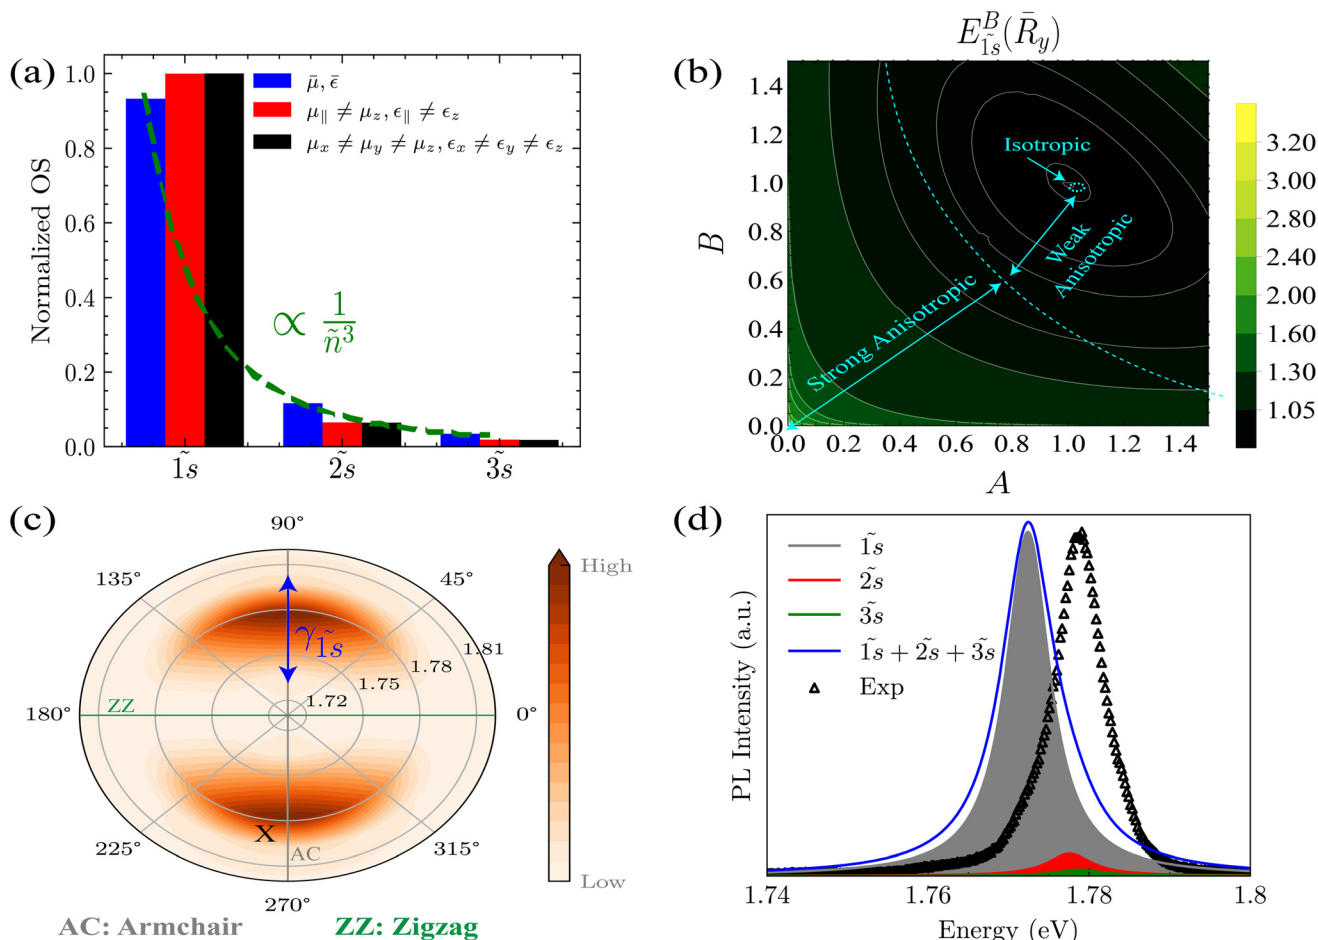 (a)
1.0
0.8
0.6
0.4
0.2
0.0
Normalized OS
μ̄, ε̄
μ∥ ≠ μz, ϵ∥ ≠ ϵz
μx ≠ μy ≠ μz, ϵx ≠ ϵy ≠ ϵz
∝ 1/ñ³
1̃s
2̃s
3̃s
(b)
E^B_1̃s(R̄y)
1.4
1.2
1.0
0.8
0.6
0.4
0.2
0.0
B
Isotropic
Weak
Anisotropic
Strong Anisotropic
0.0 0.2 0.4 0.6 0.8 1.0 1.2 1.4
A
3.20
3.00
2.40
2.00
1.60
1.30
1.05
(c)
90°
135°
45°
γ1̃s
1.81
1.78
1.75
1.72
180°
ZZ
0°
X
AC
225°
315°
270°
High
Low
AC: Armchair
ZZ: Zigzag
(d)
1̃s
2̃s
3̃s
1̃s + 2̃s + 3̃s
Exp
PL Intensity (a.u.)
1.74 1.76 1.78 1.8
Energy (eV)